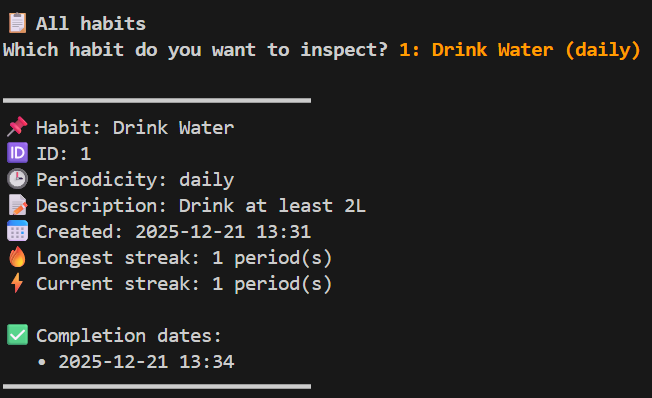 📋 All habits
Which habit do you want to inspect? 1: Drink Water (daily)
📌 Habit: Drink Water
🆔 ID: 1
🕒 Periodicity: daily
📝 Description: Drink at least 2L
📅 Created: 2025-12-21 13:31
🔥 Longest streak: 1 period(s)
⚡ Current streak: 1 period(s)
✅ Completion dates:
• 2025-12-21 13:34